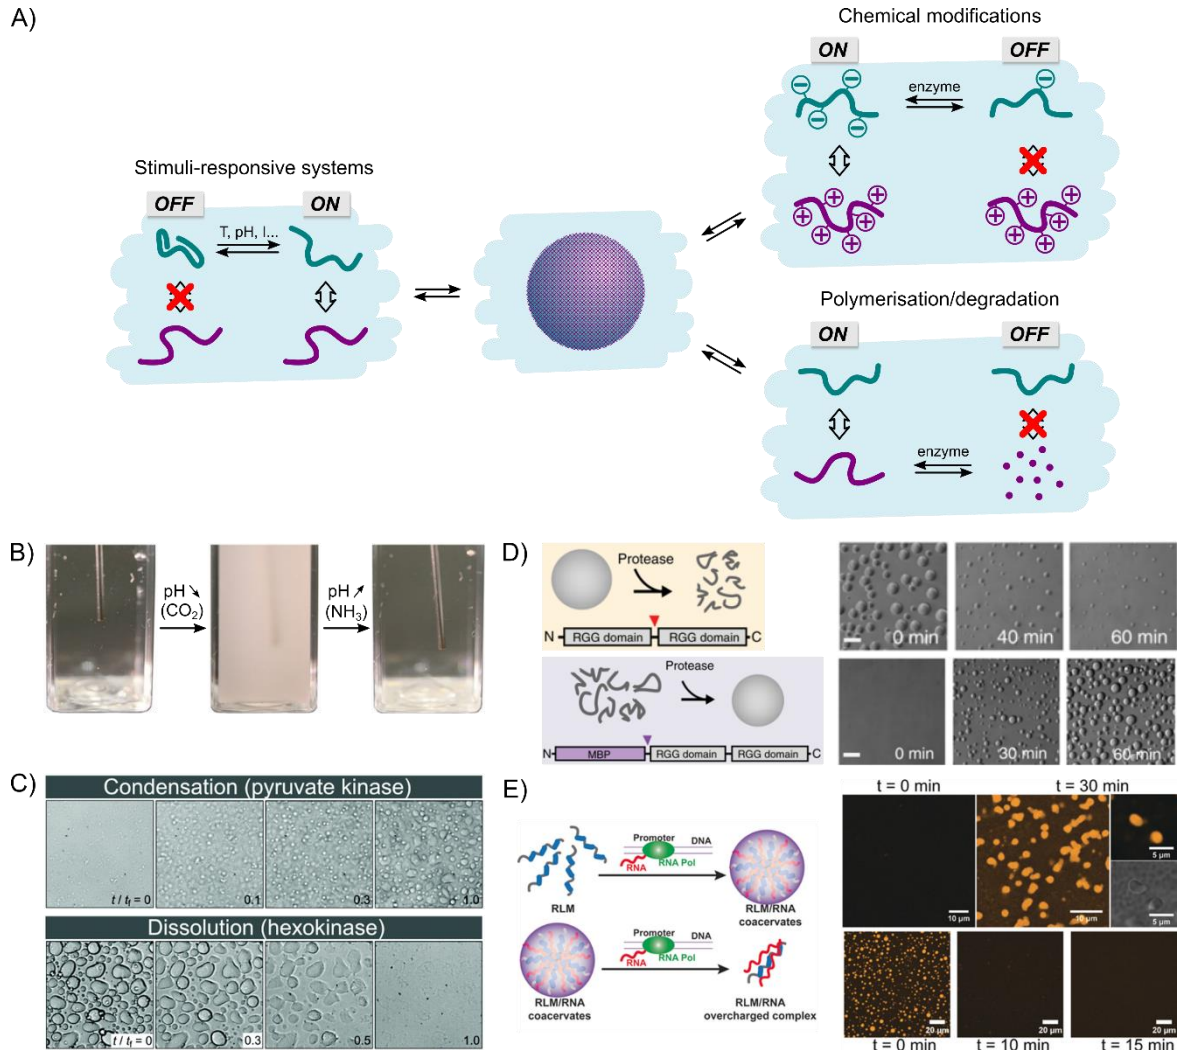 A)
Chemical modifications
ON
OFF
enzyme
Stimuli-responsive systems
OFF
ON
T, pH, I...
Polymerisation/degradation
ON
OFF
enzyme
B)
pH ↘
(CO2)
pH ↗
(NH3)
C)
Condensation (pyruvate kinase)
t / tf = 0
0.1
0.3
1.0
Dissolution (hexokinase)
t / tf = 0
0.3
0.5
1.0
D)
Protease
N
RGG domain
RGG domain
C
Protease
N
MBP
RGG domain
RGG domain
C
0 min
40 min
60 min
0 min
30 min
60 min
E)
Promoter
DNA
RNA
RNA Pol
RLM
RLM/RNA
coacervates
Promoter
DNA
RNA
RNA Pol
RLM/RNA
coacervates
RLM/RNA
overcharged complex
t = 0 min
t = 30 min
10 µm
10 µm
5 µm
5 µm
20 µm
20 µm
20 µm
t = 0 min
t = 10 min
t = 15 min